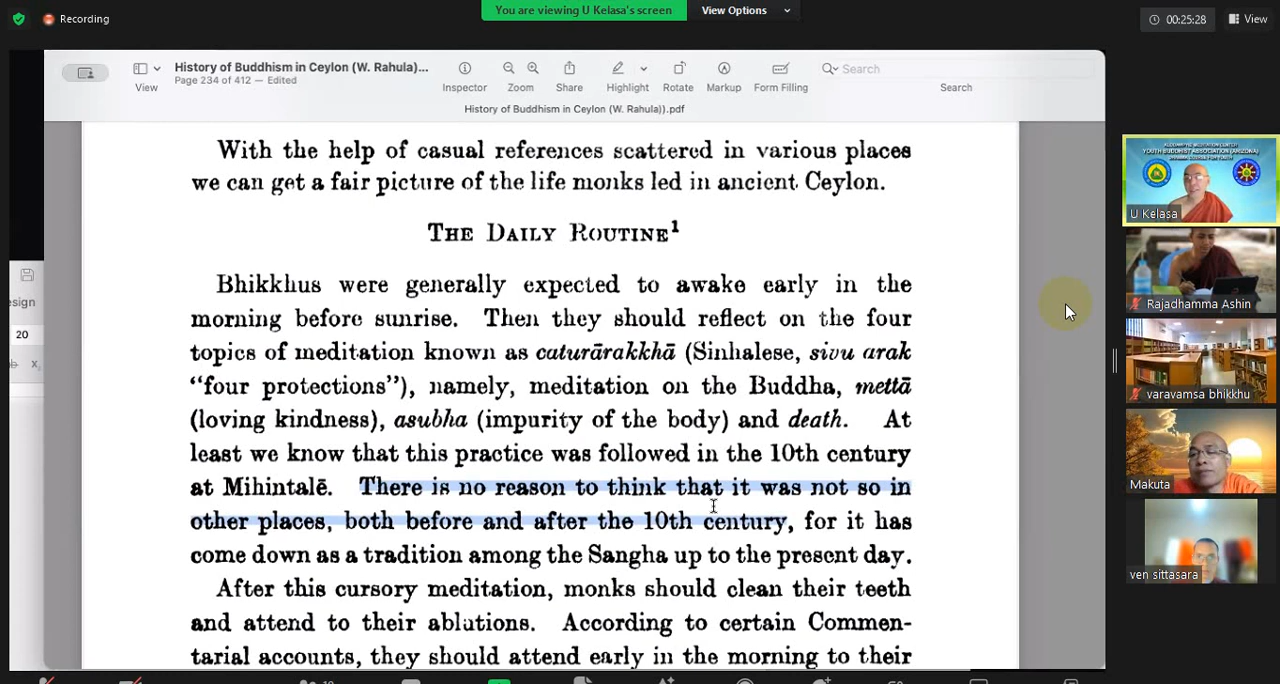 Recording
You are viewing U Kelasa's screen
View Options
00:25:28
View
History of Buddhism in Ceylon (W. Rahula)...
Page 234 of 412 — Edited
View
Inspector
Zoom
Share
Highlight
Rotate
Markup
Form Filling
Search
Search
History of Buddhism in Ceylon (W. Rahula)).pdf
With the help of casual references scattered in various places
we can get a fair picture of the life monks led in ancient Ceylon.
THE DAILY ROUTINE¹
Bhikkhus were generally expected to awake early in the
morning before sunrise. Then they should reflect on the four
topics of meditation known as caturārakkhā (Sinhalese, sivu arak
“four protections”), namely, meditation on the Buddha, mettā
(loving kindness), asubha (impurity of the body) and death. At
least we know that this practice was followed in the 10th century
at Mihintalē. There is no reason to think that it was not so in
other places, both before and after the 10th century, for it has
come down as a tradition among the Sangha up to the present day.
After this cursory meditation, monks should clean their teeth
and attend to their ablutions. According to certain Commen-
tarial accounts, they should attend early in the morning to their
esign
20
x
YOUTH BUDDHIST ASSOCIATION (ARIZONA)
U Kelasa
Rajadhamma Ashin
varavamsa bhikkhu
Makuta
ven sittasara